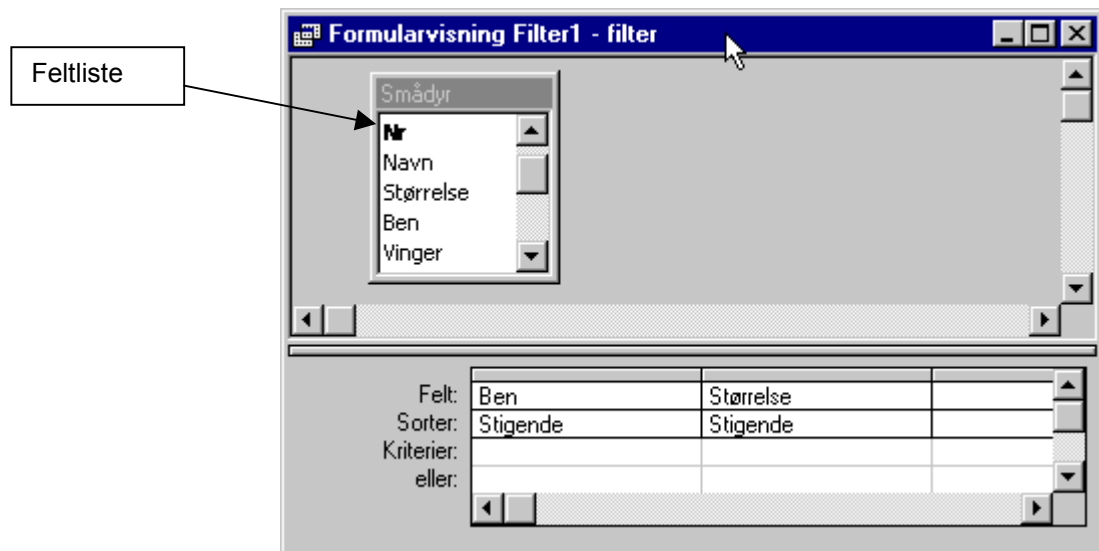 Formularvisning Filter1 - filter
Feltliste
Smådyr
Nr
Navn
Størrelse
Ben
Vinger
Felt: Ben Størrelse
Sorter: Stigende Stigende
Kriterier:
eller: